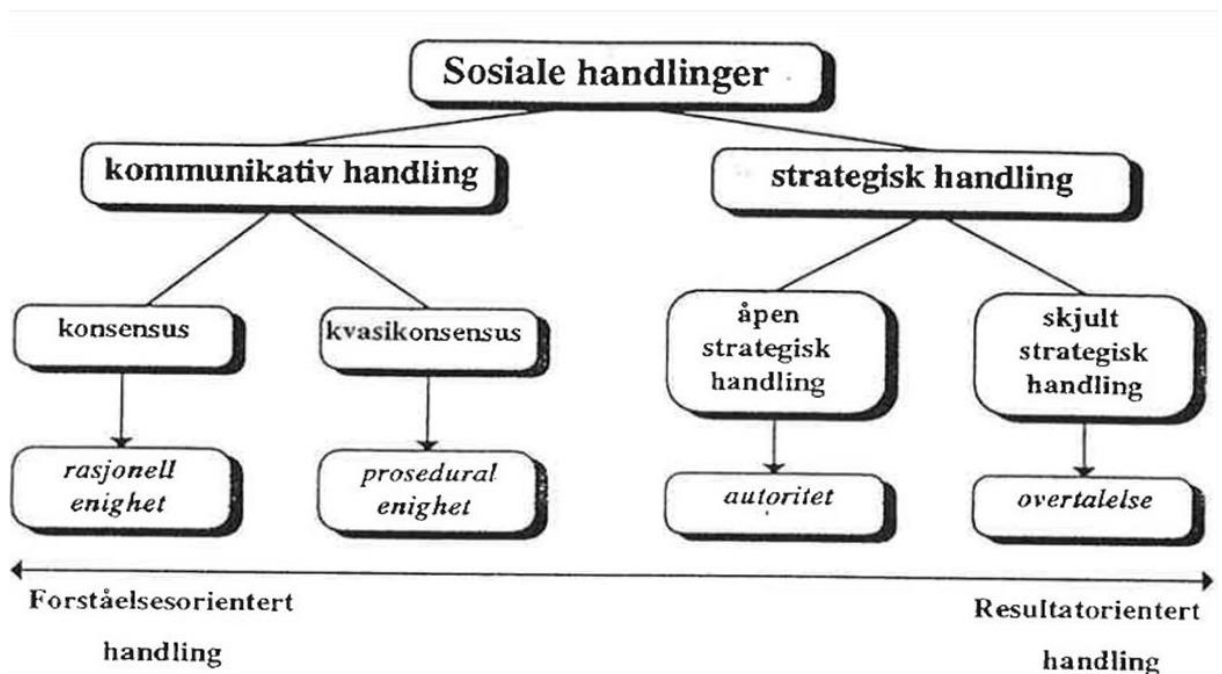 Sosiale handlinger
kommunikativ handling
strategisk handling
konsensus
kvasikonsensus
åpen
strategisk
handling
skjult
strategisk
handling
rasjonell
enighet
prosedural
enighet
autoritet
overtalelse
Forståelsesorientert
handling
Resultatorientert
handling